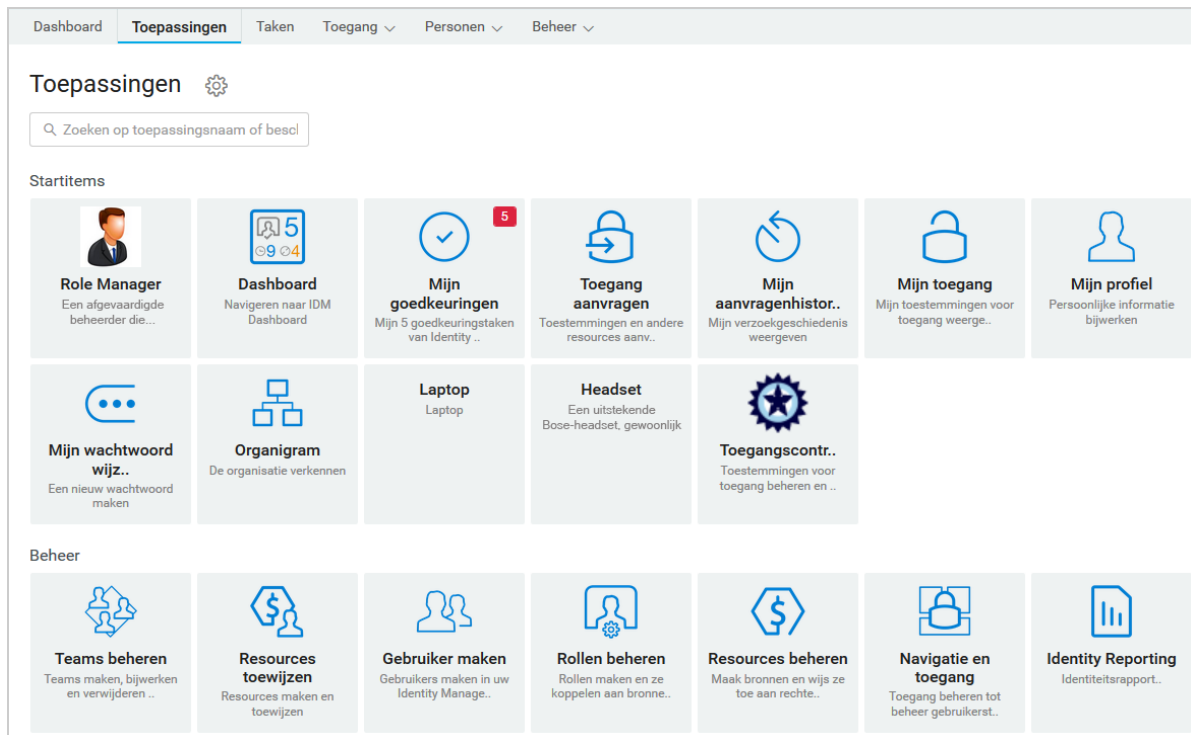 Dashboard Toepassingen Taken Toegang Personen Beheer
Toepassingen
Zoeken op toepassingsnaam of besc
Startitems
Role Manager
Een afgevaardigde
beheerder die...
Dashboard
5
9 4
Navigeren naar IDM
Dashboard
5
Mijn
goedkeuringen
Mijn 5 goedkeuringstaken
van Identity ..
Toegang
aanvragen
Toestemmingen en andere
resources aanv..
Mijn
aanvragenhistor..
Mijn verzoekgeschiedenis
weergeven
Mijn toegang
Mijn toestemmingen voor
toegang weerge..
Mijn profiel
Persoonlijke informatie
bijwerken
Mijn wachtwoord
wijz..
Een nieuw wachtwoord
maken
Organigram
De organisatie verkennen
Laptop
Laptop
Headset
Een uitstekende
Bose-headset, gewoonlijk
Toegangscontr..
Toestemmingen voor
toegang beheren en ..
Beheer
Teams beheren
Teams maken, bijwerken
en verwijderen ..
$
Resources
toewijzen
Resources maken en
toewijzen
Gebruiker maken
Gebruikers maken in uw
Identity Manage..
Rollen beheren
Rollen maken en ze
koppelen aan bronne..
$
Resources beheren
Maak bronnen en wijs ze
toe aan rechte..
Navigatie en
toegang
Toegang beheren tot
beheer gebruikerst..
Identity Reporting
Identiteitsrapport..